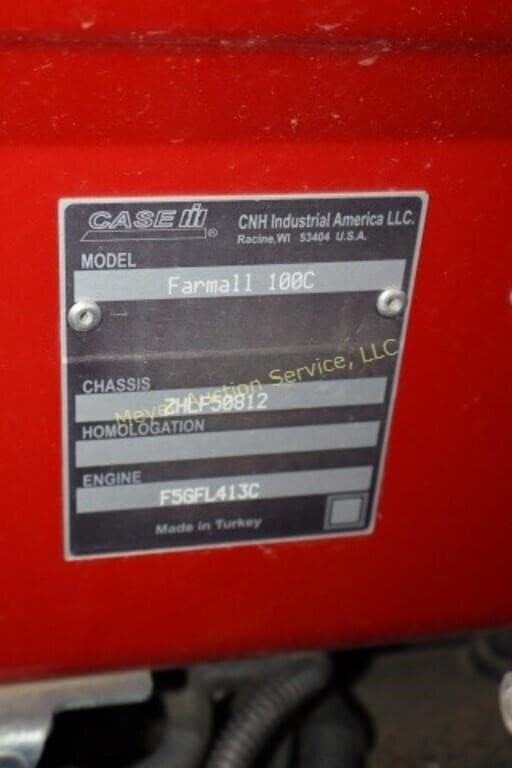 CASE IH ®
CNH Industrial America LLC.
Racine, WI 53404 U.S.A.
MODEL
Farmall 100C
CHASSIS
ZHLF50812
Meyer Auction Service, LLC
HOMOLOGATION
ENGINE
F5GFL413C
Made in Turkey